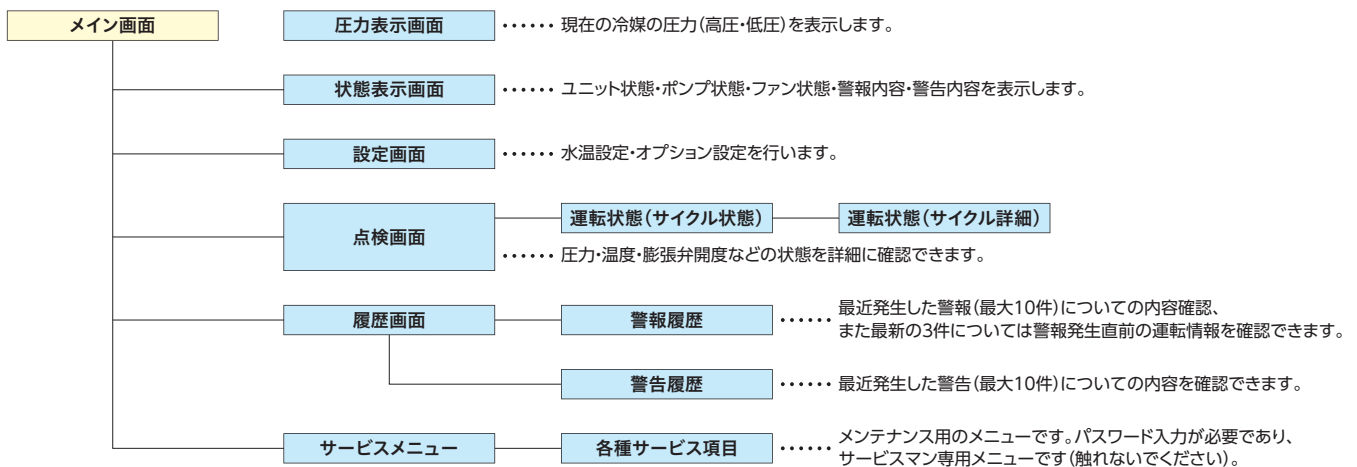 メイン画面
圧力表示画面 ・・・・・・ 現在の冷媒の圧力(高圧・低圧)を表示します。
状態表示画面 ・・・・・・ ユニット状態・ポンプ状態・ファン状態・警報内容・警告内容を表示します。
設定画面 ・・・・・・ 水温設定・オプション設定を行います。
点検画面
運転状態(サイクル状態)
運転状態(サイクル詳細)
・・・・・・ 圧力・温度・膨張弁開度などの状態を詳細に確認できます。
履歴画面
警報履歴 ・・・・・・ 最近発生した警報(最大10件)についての内容確認、
また最新の3件については警報発生直前の運転情報を確認できます。
警告履歴 ・・・・・・ 最近発生した警告(最大10件)についての内容を確認できます。
サービスメニュー
各種サービス項目 ・・・・・・ メンテナンス用のメニューです。パスワード入力が必要であり、
サービスマン専用メニューです(触れないでください)。